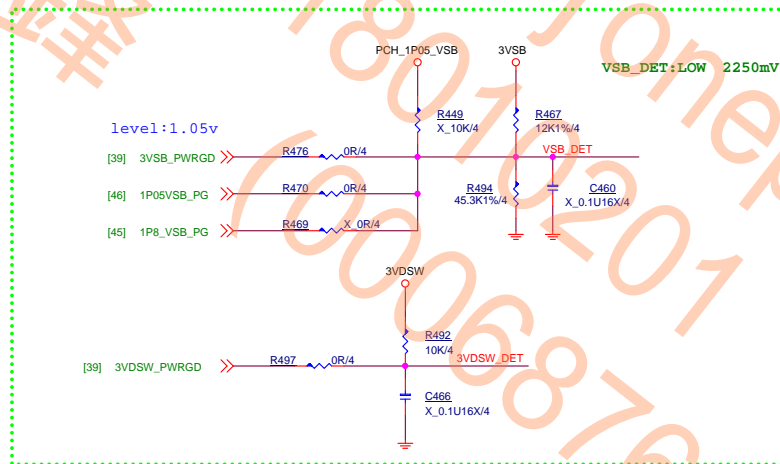 PCH_1P05_VSB
3VSB
VSB_DET:LOW 2250mV
R449
X_10K/4
R467
12K1%/4
level:1.05v
VSB_DET
[39] 3VSB_PWRGD
R476
0R/4
[46] 1P05VSB_PG
R470
0R/4
R494
45.3K1%/4
C460
X_0.1U16X/4
[45] 1P8_VSB_PG
R469
X_0R/4
3VDSW
R492
10K/4
3VDSW_DET
[39] 3VDSW_PWRGD
R497
0R/4
C466
X_0.1U16X/4